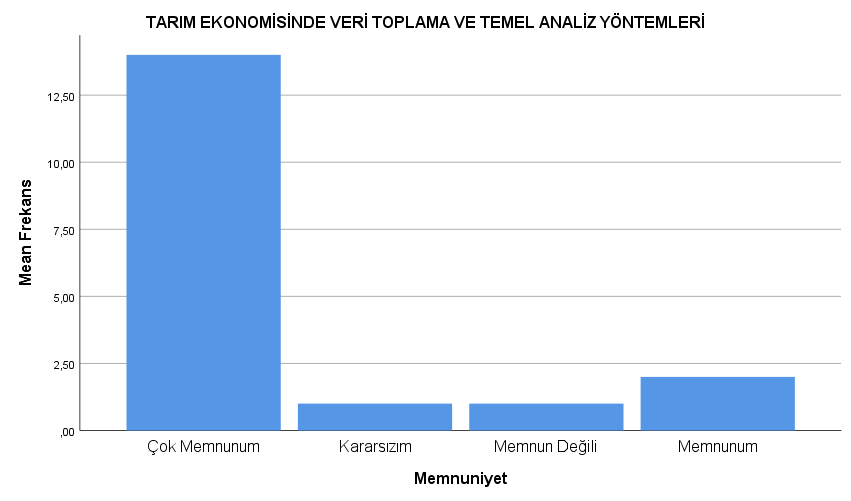 TARIM EKONOMİSİNDE VERİ TOPLAMA VE TEMEL ANALİZ YÖNTEMLERİ
12,50
10,00
7,50
5,00
2,50
,00
Mean Frekans
Çok Memnunum
Kararsızım
Memnun Değili
Memnunum
Memnuniyet